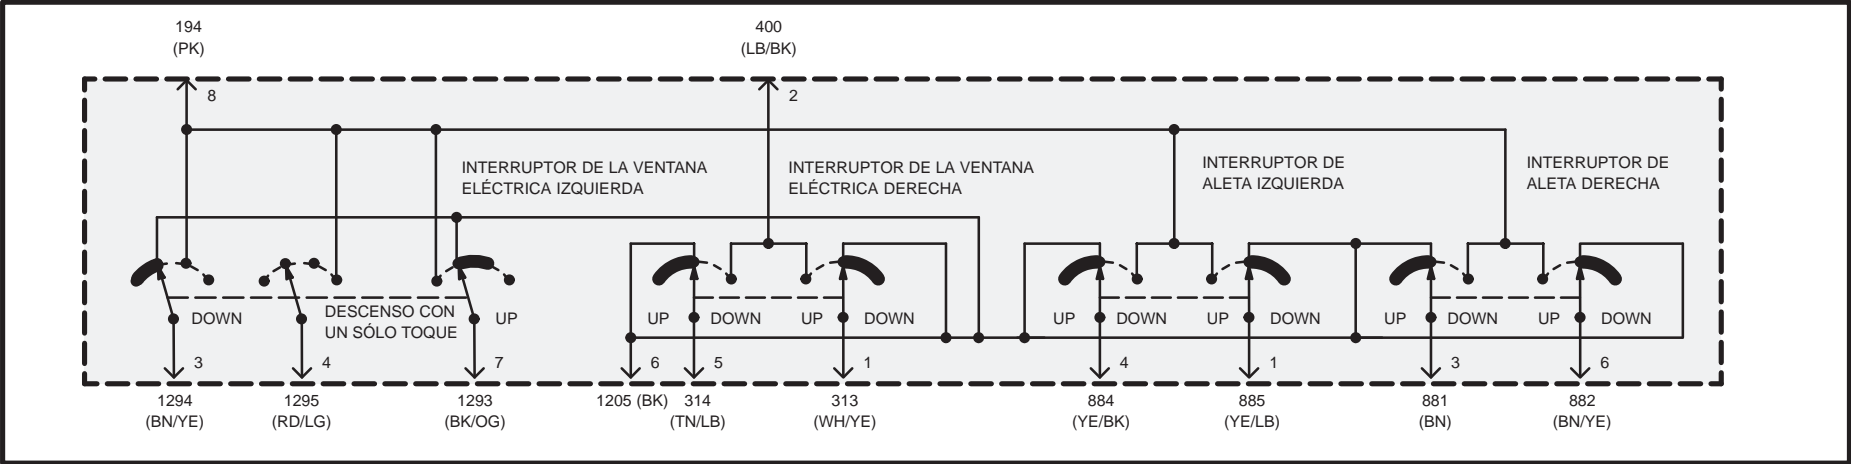 194
(PK)
400
(LB/BK)
8
2
INTERRUPTOR DE LA VENTANA
ELÉCTRICA IZQUIERDA
INTERRUPTOR DE LA VENTANA
ELÉCTRICA DERECHA
INTERRUPTOR DE
ALETA IZQUIERDA
INTERRUPTOR DE
ALETA DERECHA
DOWN
DESCENSO CON
UN SÓLO TOQUE
UP
UP
DOWN
UP
DOWN
UP
DOWN
UP
DOWN
UP
DOWN
UP
DOWN
3
4
7
6
5
1
4
1
3
6
1294
(BN/YE)
1295
(RD/LG)
1293
(BK/OG)
1205 (BK)
314
(TN/LB)
313
(WH/YE)
884
(YE/BK)
885
(YE/LB)
881
(BN)
882
(BN/YE)